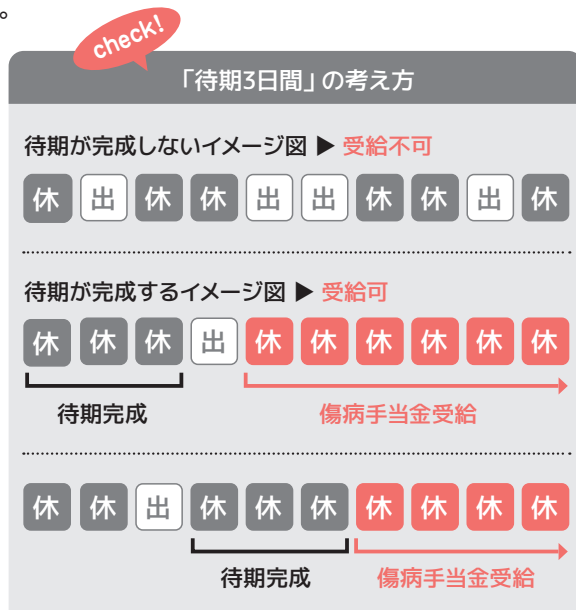 。
check!
「待期3日間」の考え方
待期が完成しないイメージ図 ▶ 受給不可
休 出 休 休 出 出 休 休 出 休
待期が完成するイメージ図 ▶ 受給可
休 休 休 出 休 休 休 休 休 休
待期完成 傷病手当金受給
休 休 出 休 休 休 休 休 休 休
待期完成 傷病手当金受給